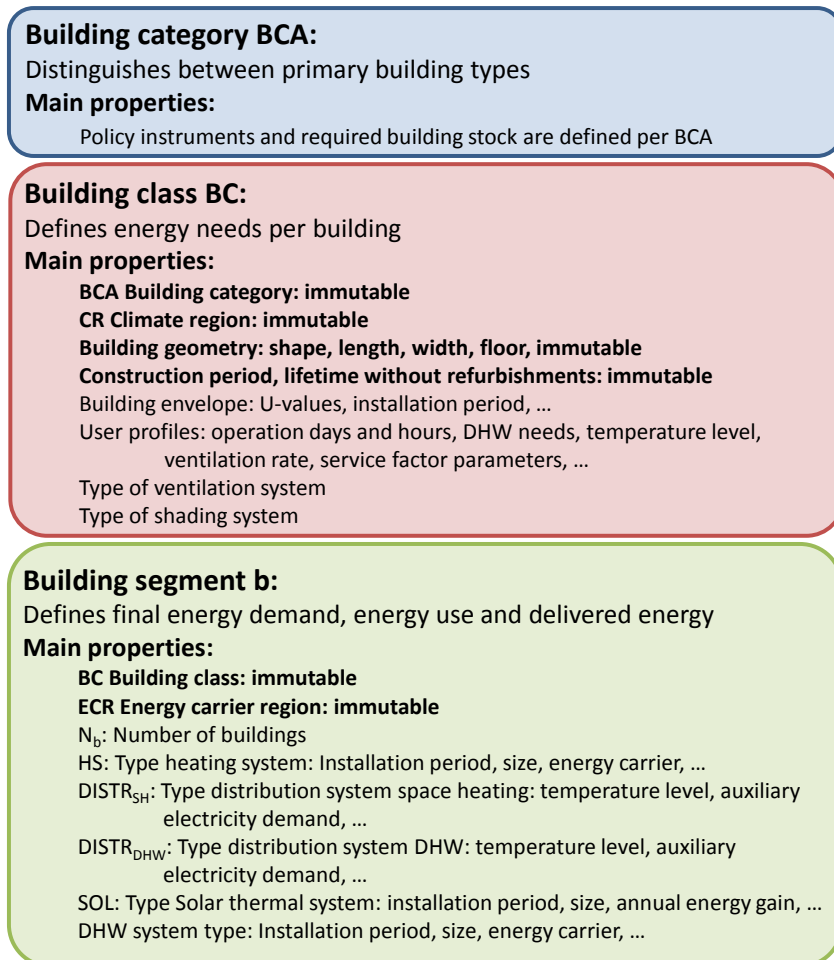 Building category BCA:
Distinguishes between primary building types
Main properties:
Policy instruments and required building stock are defined per BCA
Building class BC:
Defines energy needs per building
Main properties:
BCA Building category: immutable
CR Climate region: immutable
Building geometry: shape, length, width, floor, immutable
Construction period, lifetime without refurbishments: immutable
Building envelope: U-values, installation period, …
User profiles: operation days and hours, DHW needs, temperature level,
ventilation rate, service factor parameters, …
Type of ventilation system
Type of shading system
Building segment b:
Defines final energy demand, energy use and delivered energy
Main properties:
BC Building class: immutable
ECR Energy carrier region: immutable
N_b: Number of buildings
HS: Type heating system: Installation period, size, energy carrier, …
DISTR_SH: Type distribution system space heating: temperature level, auxiliary
electricity demand, …
DISTR_DHW: Type distribution system DHW: temperature level, auxiliary
electricity demand, …
SOL: Type Solar thermal system: installation period, size, annual energy gain, …
DHW system type: Installation period, size, energy carrier, …